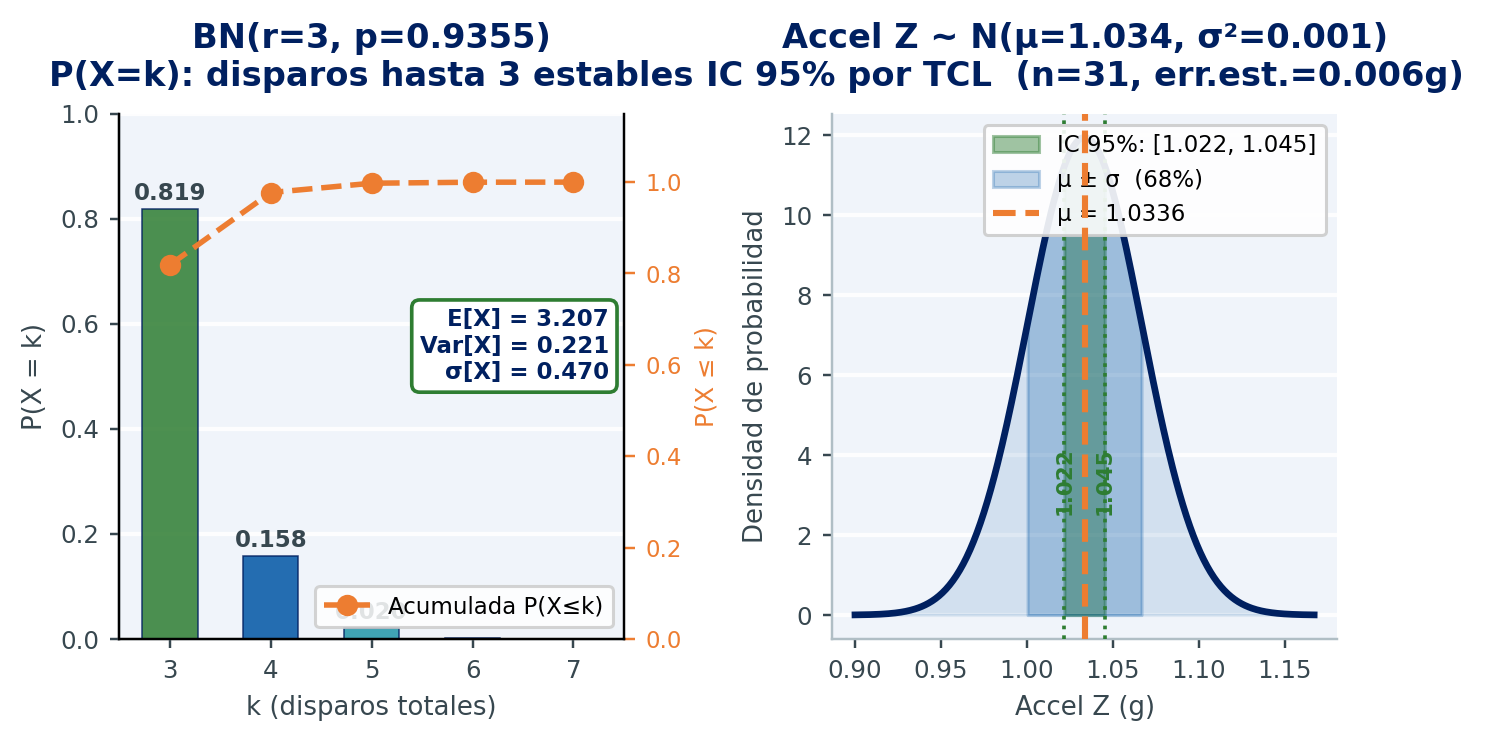 BN(r=3, p=0.9355)
P(X=k): disparos hasta 3 estables
Accel Z ~ N(μ=1.034, σ²=0.001)
IC 95% por TCL (n=31, err.est.=0.006g)
1.0
0.8
0.6
0.4
0.2
0.0
P(X = k)
0.819
0.158
E[X] = 3.207
Var[X] = 0.221
σ[X] = 0.470
Acumulada P(X≤k)
3
4
5
6
7
k (disparos totales)
1.0
0.8
0.6
0.4
0.2
0.0
P(X ≤ k)
12
10
8
6
4
2
0
Densidad de probabilidad
IC 95%: [1.022, 1.045]
μ ± σ (68%)
μ = 1.0336
1.022
1.045
0.90
0.95
1.00
1.05
1.10
1.15
Accel Z (g)